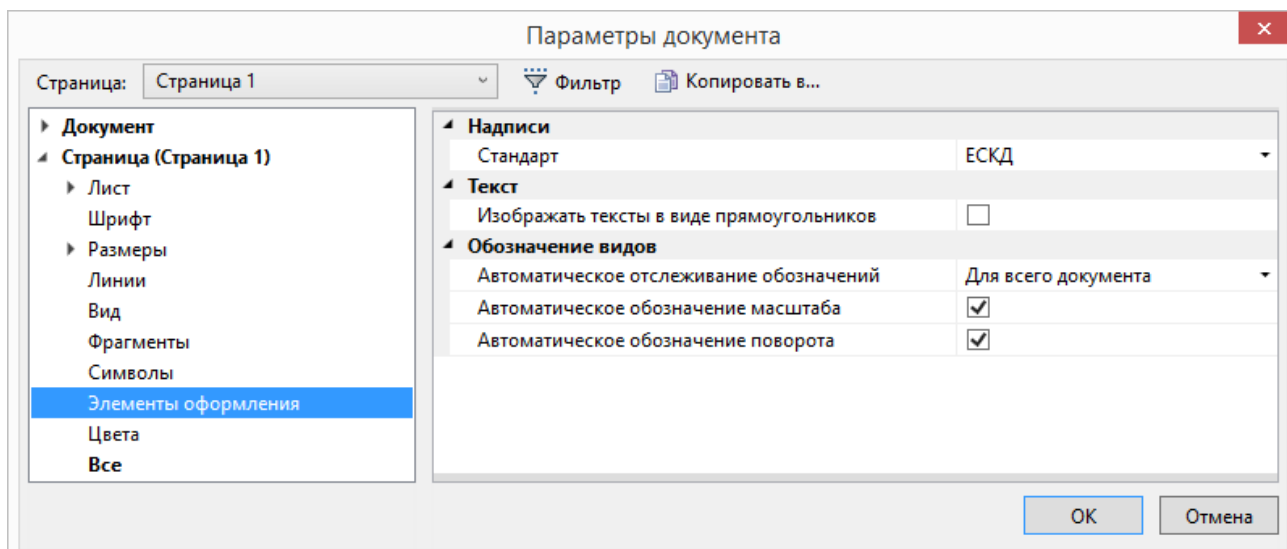 Параметры документа
Страница: Страница 1 Фильтр Копировать в...
Документ
Страница (Страница 1)
Лист
Шрифт
Размеры
Линии
Вид
Фрагменты
Символы
Элементы оформления
Цвета
Все
Надписи
Стандарт ЕСКД
Текст
Изображать тексты в виде прямоугольников
Обозначение видов
Автоматическое отслеживание обозначений Для всего документа
Автоматическое обозначение масштаба
Автоматическое обозначение поворота
ОК Отмена